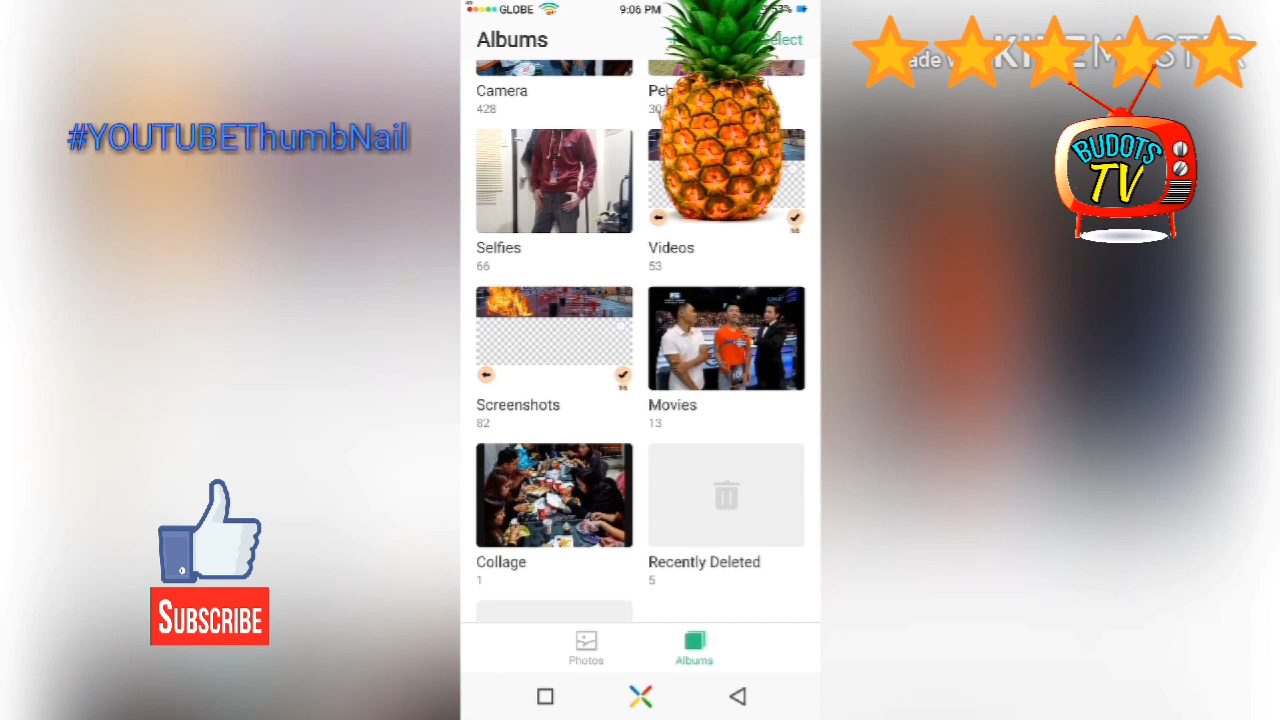 GLOBE
9:06 PM
53%
Albums
Camera
428
Selfies
66
Videos
53
Screenshots
82
Movies
13
Collage
1
Recently Deleted
5
Photos
Albums
#YOUTUBEThumbNail
SUBSCRIBE
BUDOTS
TV